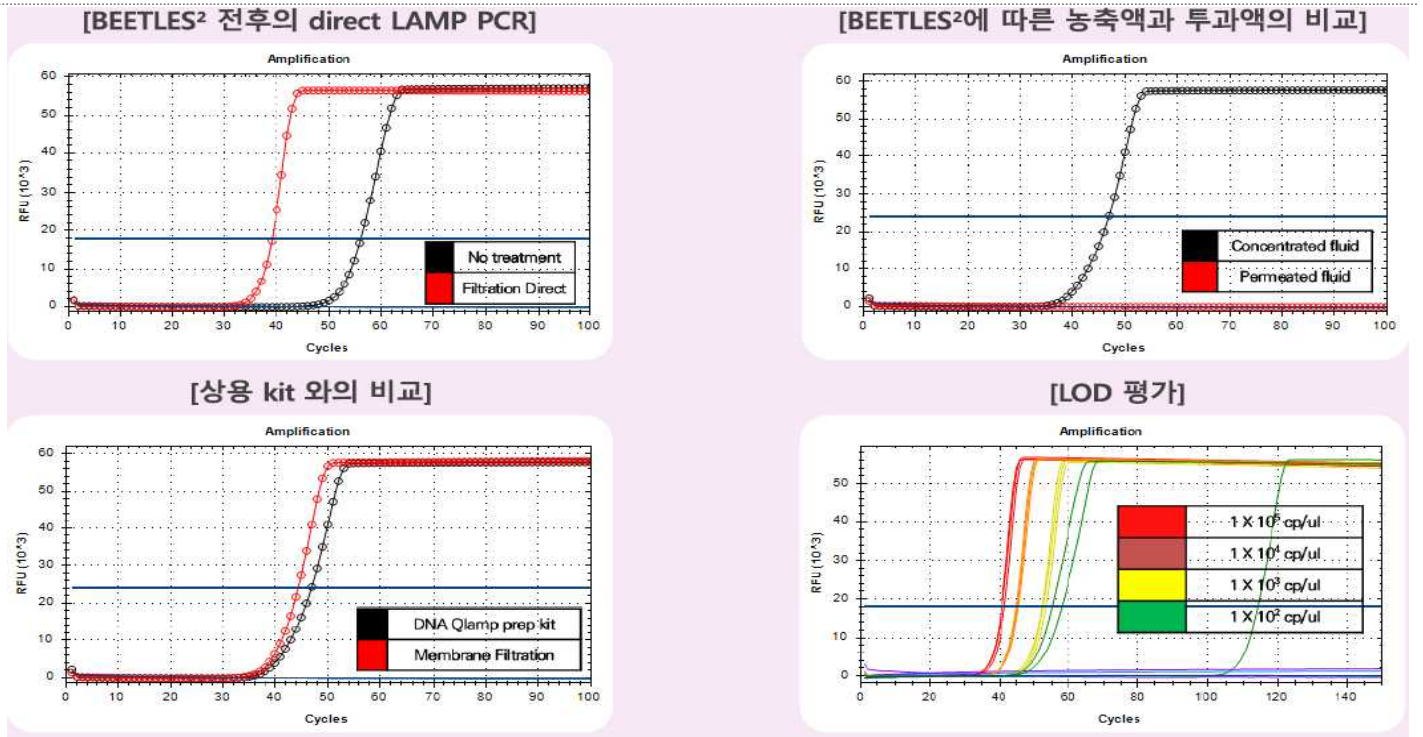 [BEETLES² 전후의 direct LAMP PCR]
Amplification
60
50
40
30
20
10
0
RFU (10^3)
No treatment
Filtration Direct
0 10 20 30 40 50 60 70 80 90 100
Cycles
[BEETLES²에 따른 농축액과 투과액의 비교]
Amplification
60
50
40
30
20
10
0
RFU (10^3)
Concentrated fluid
Permeated fluid
0 10 20 30 40 50 60 70 80 90 100
Cycles
[상용 kit 와의 비교]
Amplification
60
50
40
30
20
10
0
RFU (10^3)
DNA Qlamp prep kit
Membrane Filtration
0 10 20 30 40 50 60 70 80 90 100
Cycles
[LOD 평가]
Amplification
50
40
30
20
10
0
RFU (10^3)
1 X 10⁵ cp/ul
1 X 10⁴ cp/ul
1 X 10³ cp/ul
1 X 10² cp/ul
0 20 40 60 80 100 120 140
Cycles